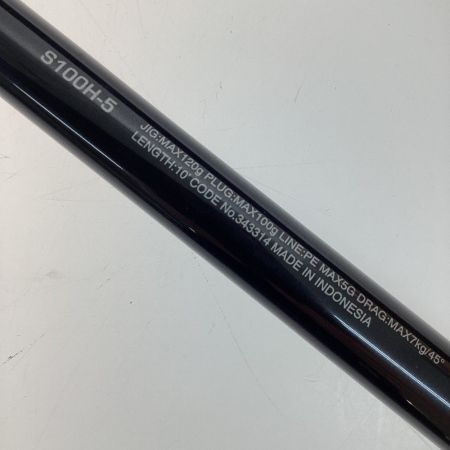 S100H-5
JIG:MAX120g PLUG:MAX100g LINE:PE MAX5G DRAG:MAX7kg/45°
LENGTH:10' CODE No.343314 MADE IN INDONESIA